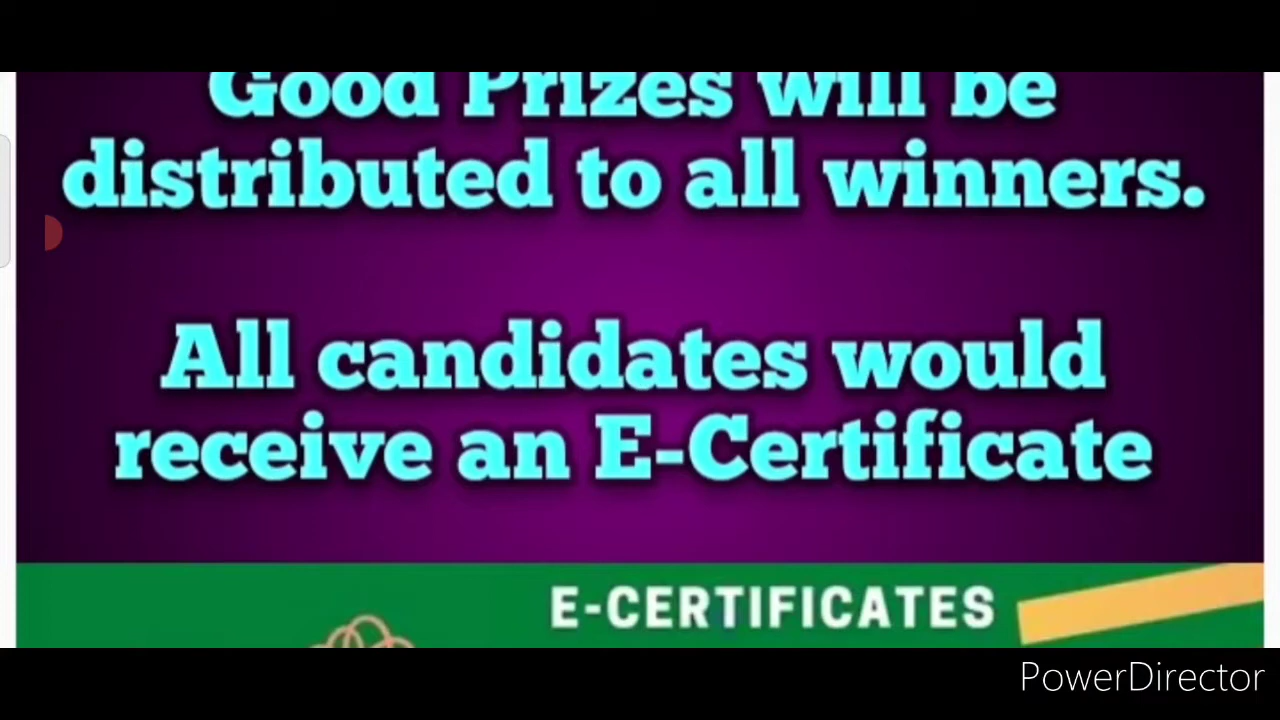 Good Prizes will be
distributed to all winners.
All candidates would
receive an E-Certificate
E-CERTIFICATES
PowerDirector